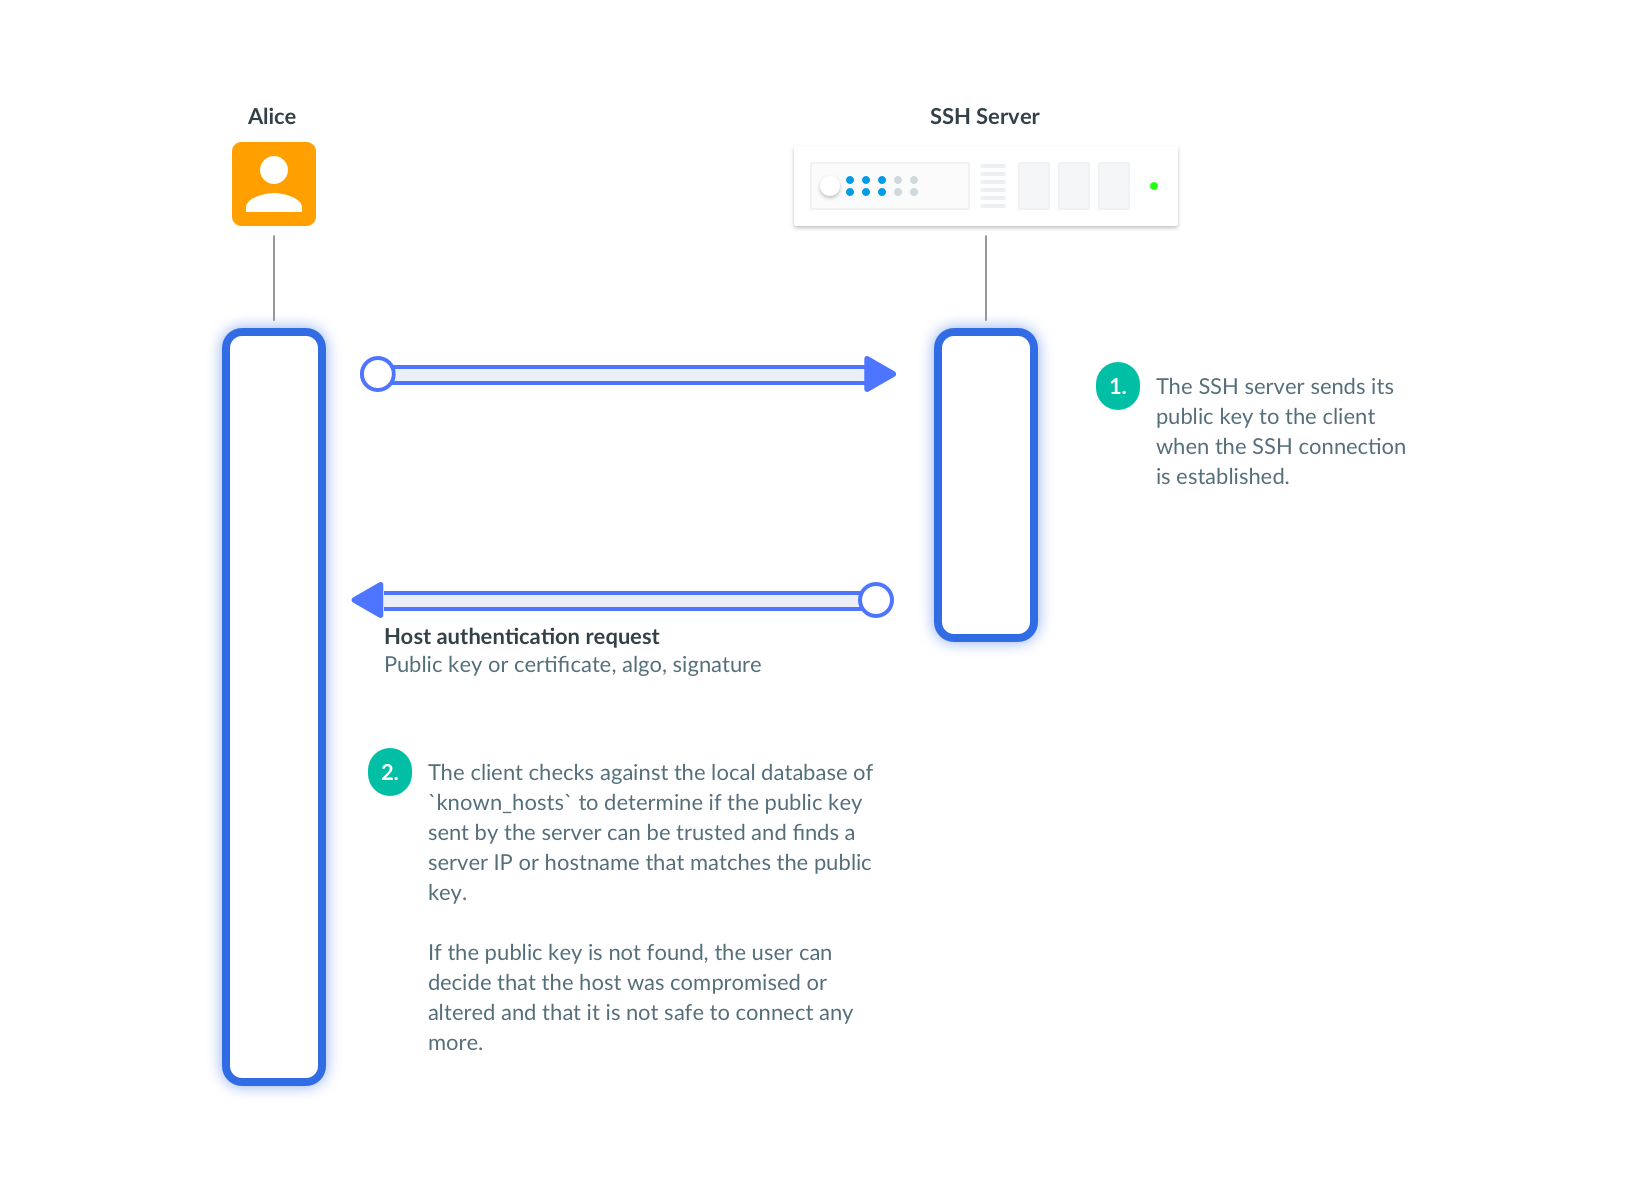 Alice
SSH Server
1.
The SSH server sends its
public key to the client
when the SSH connection
is established.
Host authentication request
Public key or certificate, algo, signature
2.
The client checks against the local database of
`known_hosts` to determine if the public key
sent by the server can be trusted and finds a
server IP or hostname that matches the public
key.
If the public key is not found, the user can
decide that the host was compromised or
altered and that it is not safe to connect any
more.